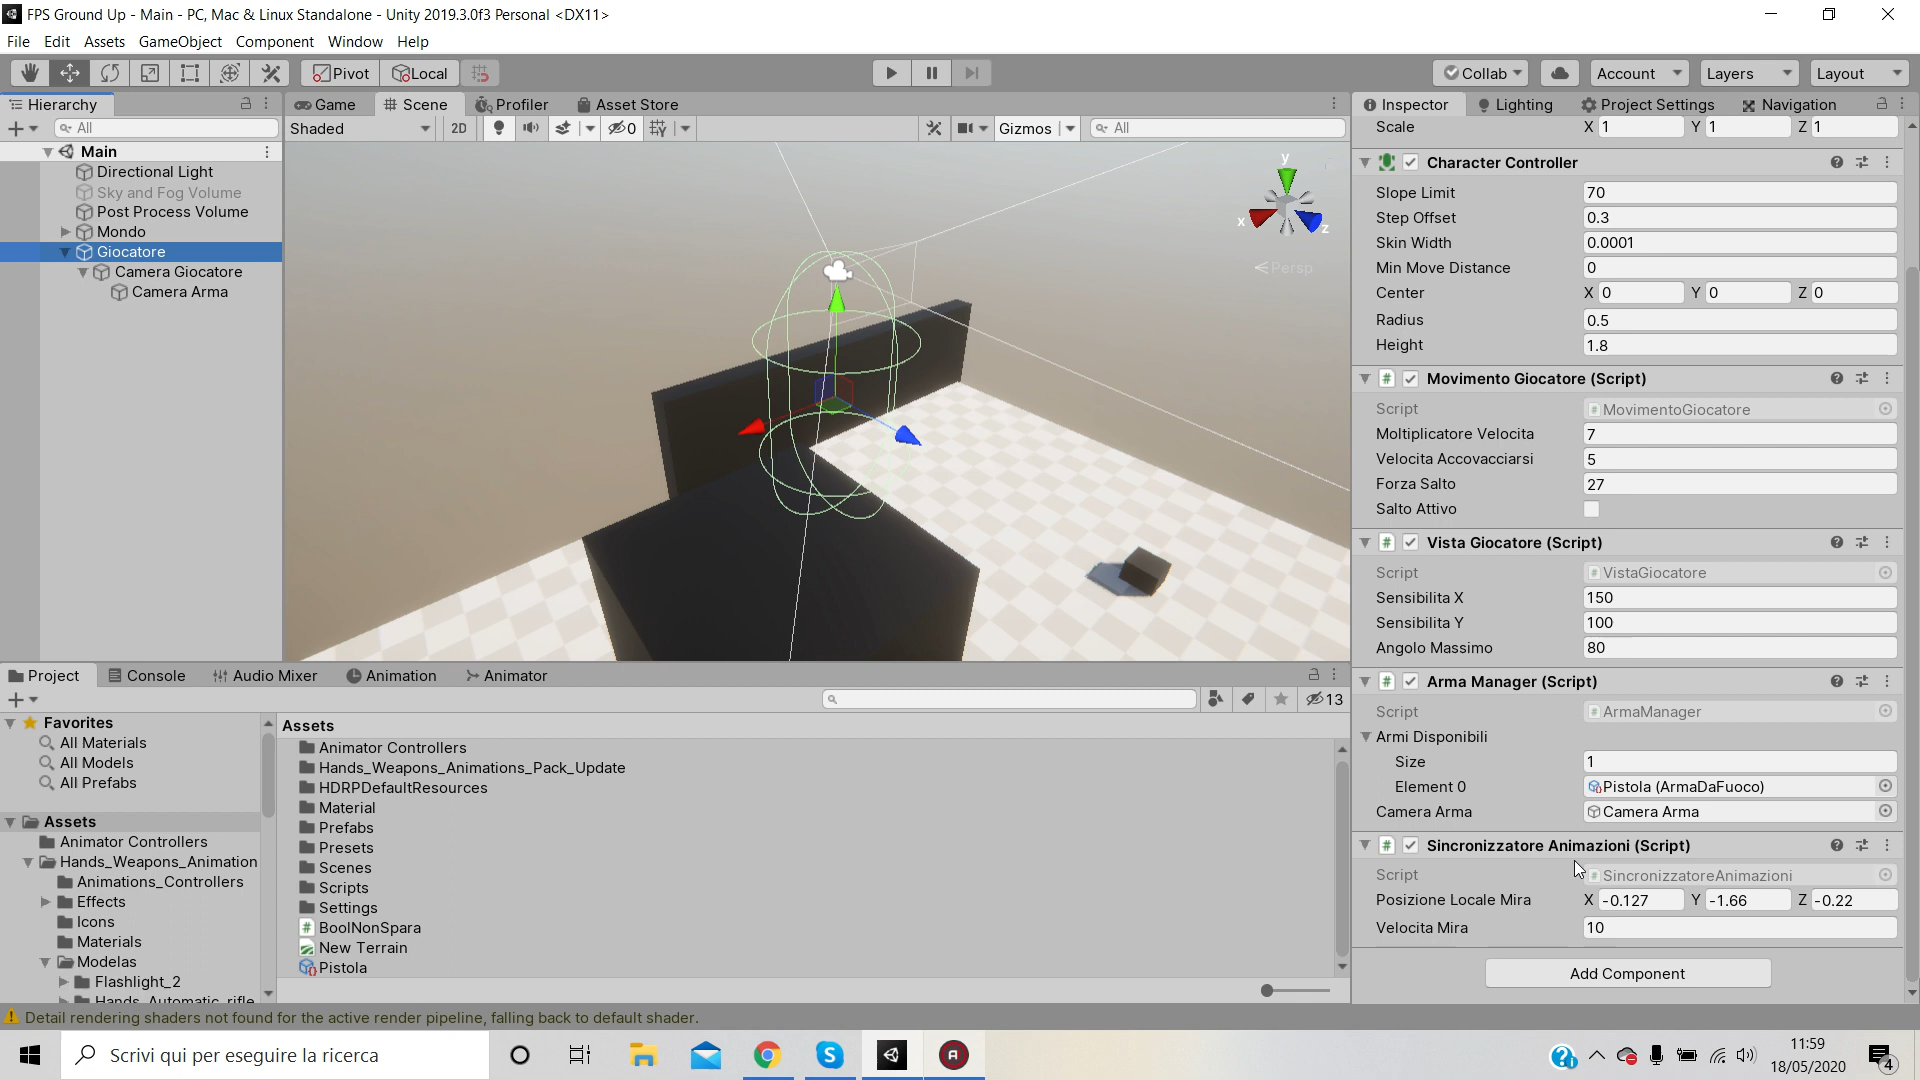 FPS Ground Up - Main - PC, Mac & Linux Standalone - Unity 2019.3.0f3 Personal <DX11>
File Edit Assets GameObject Component Window Help
Pivot Local Collab Account Layers Layout
Hierarchy
All
Main
Directional Light
Sky and Fog Volume
Post Process Volume
Mondo
Giocatore
Camera Giocatore
Camera Arma
Game Scene Profiler Asset Store
Shaded 2D 0 Gizmos All
y
x
z
Persp
Inspector Lighting Project Settings Navigation
Scale X 1 Y 1 Z 1
Character Controller
Slope Limit 70
Step Offset 0.3
Skin Width 0.0001
Min Move Distance 0
Center X 0 Y 0 Z 0
Radius 0.5
Height 1.8
Movimento Giocatore (Script)
Script MovimentoGiocatore
Moltiplicatore Velocita 7
Velocita Accovacciarsi 5
Forza Salto 27
Salto Attivo
Vista Giocatore (Script)
Script VistaGiocatore
Sensibilita X 150
Sensibilita Y 100
Angolo Massimo 80
Arma Manager (Script)
Script ArmaManager
Armi Disponibili
Size 1
Element 0 Pistola (ArmaDaFuoco)
Camera Arma Camera Arma
Sincronizzatore Animazioni (Script)
Script SincronizzatoreAnimazioni
Posizione Locale Mira X -0.127 Y -1.66 Z -0.22
Velocita Mira 10
Add Component
Project Console Audio Mixer Animation Animator
13
Favorites
All Materials
All Models
All Prefabs
Assets
Animator Controllers
Hands_Weapons_Animation
Animations_Controllers
Effects
Icons
Materials
Modelas
Flashlight_2
Hands_Automatic_rifle
Assets
Animator Controllers
Hands_Weapons_Animations_Pack_Update
HDRPDefaultResources
Material
Prefabs
Presets
Scenes
Scripts
Settings
BoolNonSpara
New Terrain
Pistola
Detail rendering shaders not found for the active render pipeline, falling back to default shader.
Scrivi qui per eseguire la ricerca
11:59
18/05/2020
4